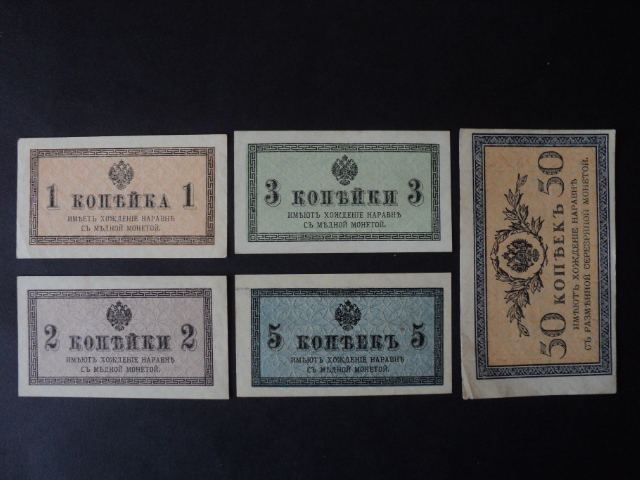 1 КОПѢЙКА 1
ИМѢЕТЪ ХОЖДЕНІЕ НАРАВНѢ
СЪ МѢДНОЙ МОНЕТОЙ.
3 КОПѢЙКИ 3
ИМѢЮТЪ ХОЖДЕНІЕ НАРАВНѢ
СЪ МѢДНОЙ МОНЕТОЙ.
2 КОПѢЙКИ 2
ИМѢЮТЪ ХОЖДЕНІЕ НАРАВНѢ
СЪ МѢДНОЙ МОНЕТОЙ.
5 КОПѢЕКЪ 5
ИМѢЮТЪ ХОЖДЕНІЕ НАРАВНѢ
СЪ МѢДНОЙ МОНЕТОЙ.
50 КОПѢЕКЪ 50
ИМѢЮТЪ ХОЖДЕНІЕ НАРАВНѢ
СЪ РАЗМѢННОЙ СЕРЕБРЯНОЙ МОНЕТОЙ.